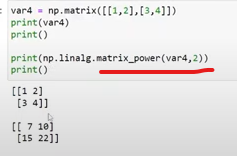 var4 = np.matrix([[1,2],[3,4]])
print(var4)
print()
print(np.linalg.matrix_power(var4,2))
print()
[[1 2]
[3 4]]
[[ 7 10]
[15 22]]